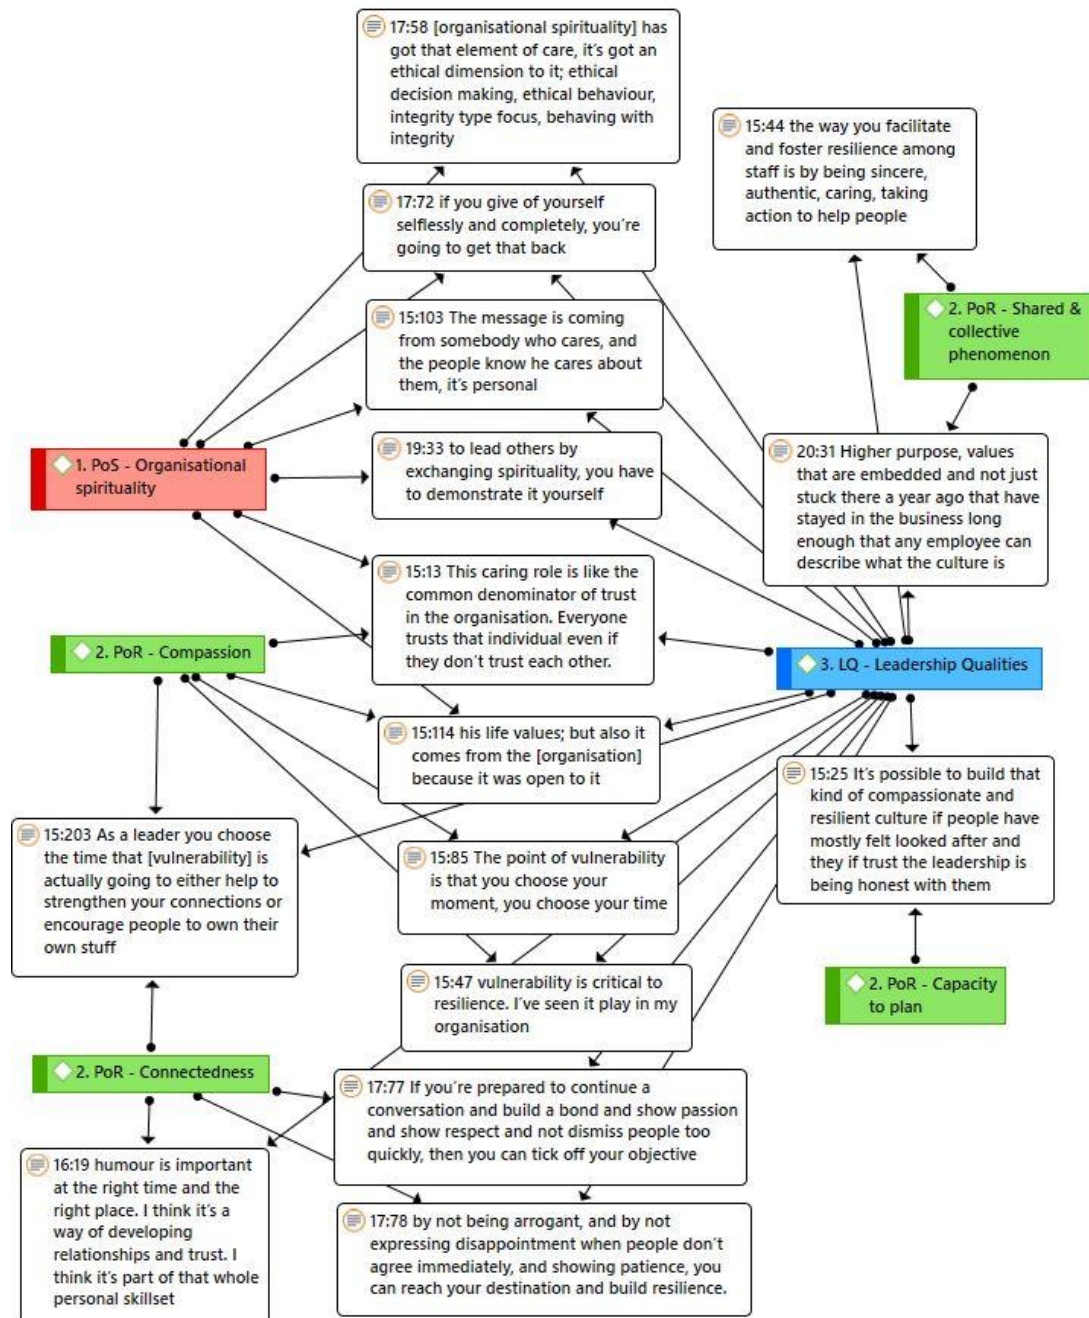 17:58 [organisational spirituality] has
got that element of care, it's got an
ethical dimension to it; ethical
decision making, ethical behaviour,
integrity type focus, behaving with
integrity
15:44 the way you facilitate
and foster resilience among
staff is by being sincere,
authentic, caring, taking
action to help people
17:72 if you give of yourself
selflessly and completely, you're
going to get that back
2. PoR - Shared &
collective
phenomenon
15:103 The message is coming
from somebody who cares, and
the people know he cares about
them, it's personal
1. PoS - Organisational
spirituality
19:33 to lead others by
exchanging spirituality, you have
to demonstrate it yourself
20:31 Higher purpose, values
that are embedded and not just
stuck there a year ago that have
stayed in the business long
enough that any employee can
describe what the culture is
15:13 This caring role is like the
common denominator of trust
in the organisation. Everyone
trusts that individual even if
they don't trust each other.
2. PoR - Compassion
3. LQ - Leadership Qualities
15:114 his life values; but also it
comes from the [organisation]
because it was open to it
15:25 It's possible to build that
kind of compassionate and
resilient culture if people have
mostly felt looked after and
they if trust the leadership is
being honest with them
15:203 As a leader you choose
the time that [vulnerability] is
actually going to either help to
strengthen your connections or
encourage people to own their
own stuff
15:85 The point of vulnerability
is that you choose your
moment, you choose your time
15:47 vulnerability is critical to
resilience. I've seen it play in my
organisation
2. PoR - Capacity
to plan
2. PoR - Connectedness
17:77 If you're prepared to continue a
conversation and build a bond and show passion
and show respect and not dismiss people too
quickly, then you can tick off your objective
16:19 humour is important
at the right time and the
right place. I think it's a
way of developing
relationships and trust. I
think it's part of that whole
personal skillset
17:78 by not being arrogant, and by not
expressing disappointment when people don't
agree immediately, and showing patience, you
can reach your destination and build resilience.